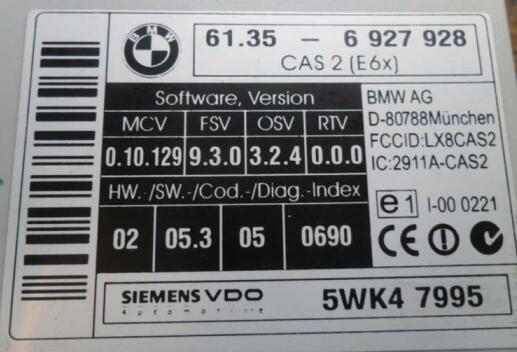 BMW
61.35 - 6 927 928
CAS 2 (E6x)
Software, Version
MCV FSV OSV RTV
0.10.129 9.3.0 3.2.4 0.0.0
HW.-/SW.-/Cod.-/Diag.-Index
02 05.3 05 0690
BMW AG
D-80788München
FCCID:LX8CAS2
IC:2911A-CAS2
e1 I-00 0221
CE
SIEMENS VDO
Automotive
5WK4 7995